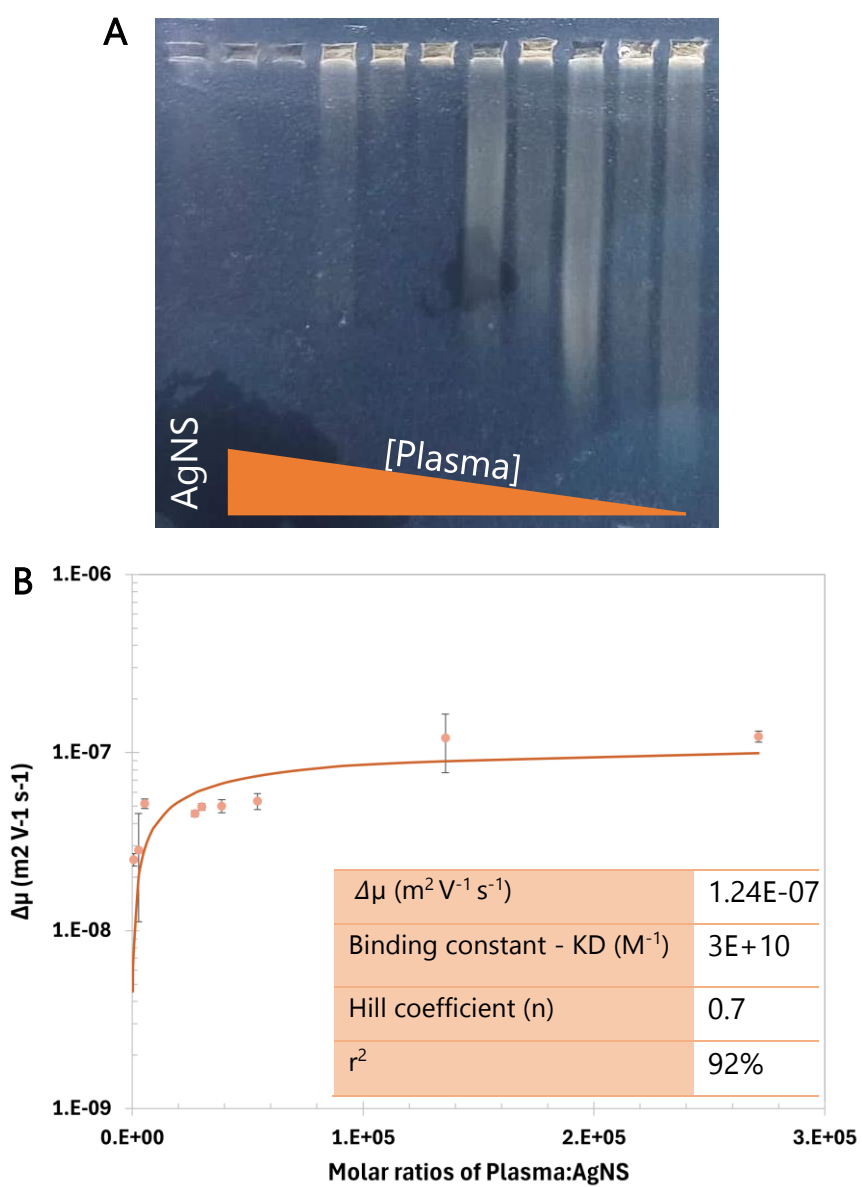 A
AgNS
[Plasma]
B
1.E-06
1.E-07
1.E-08
1.E-09
0.E+00
1.E+05
2.E+05
3.E+05
Δμ (m2 V-1 s-1)
Molar ratios of Plasma:AgNS
Δμ (m² V⁻¹ s⁻¹) 1.24E-07
Binding constant - KD (M⁻¹) 3E+10
Hill coefficient (n) 0.7
r² 92%